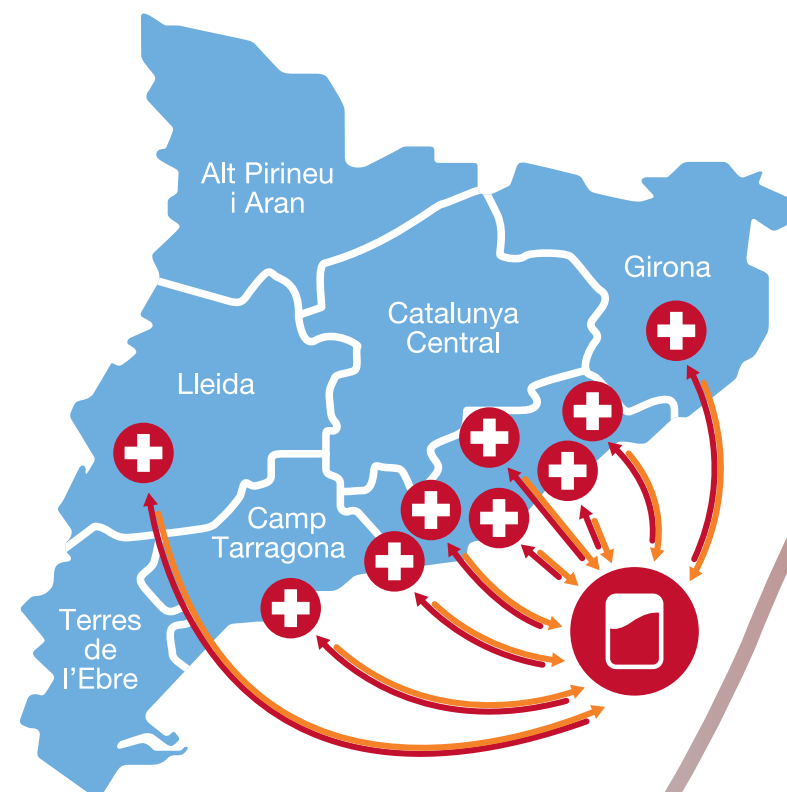 Alt Pirineu
i Aran
Girona
Catalunya
Central
Lleida
Camp
Tarragona
Terres
de
l'Ebre